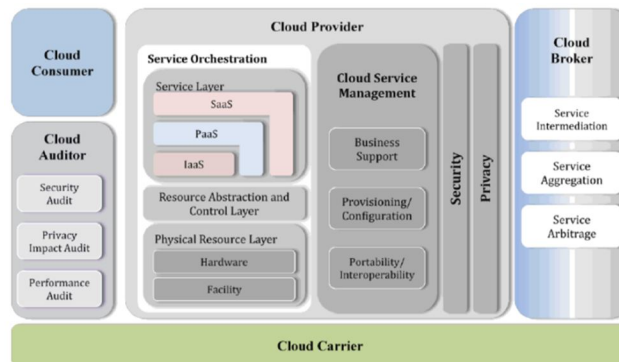 Cloud
Consumer
Cloud
Auditor
Security
Audit
Privacy
Impact Audit
Performance
Audit
Cloud Provider
Service Orchestration
Service Layer
SaaS
PaaS
IaaS
Resource Abstraction and
Control Layer
Physical Resource Layer
Hardware
Facility
Cloud Service
Management
Business
Support
Provisioning/
Configuration
Portability/
Interoperability
Security
Privacy
Cloud
Broker
Service
Intermediation
Service
Aggregation
Service
Arbitrage
Cloud Carrier